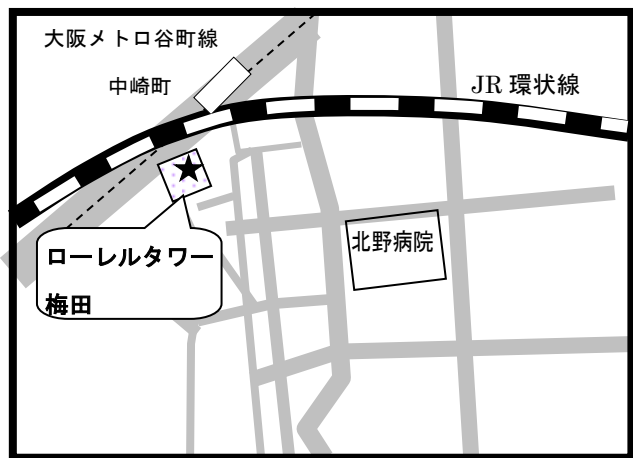 大阪メトロ谷町線
中崎町
JR 環状線
北野病院
ローレルタワー
梅田